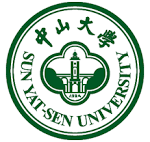 中山大學
SUN YAT-SEN UNIVERSITY
1924